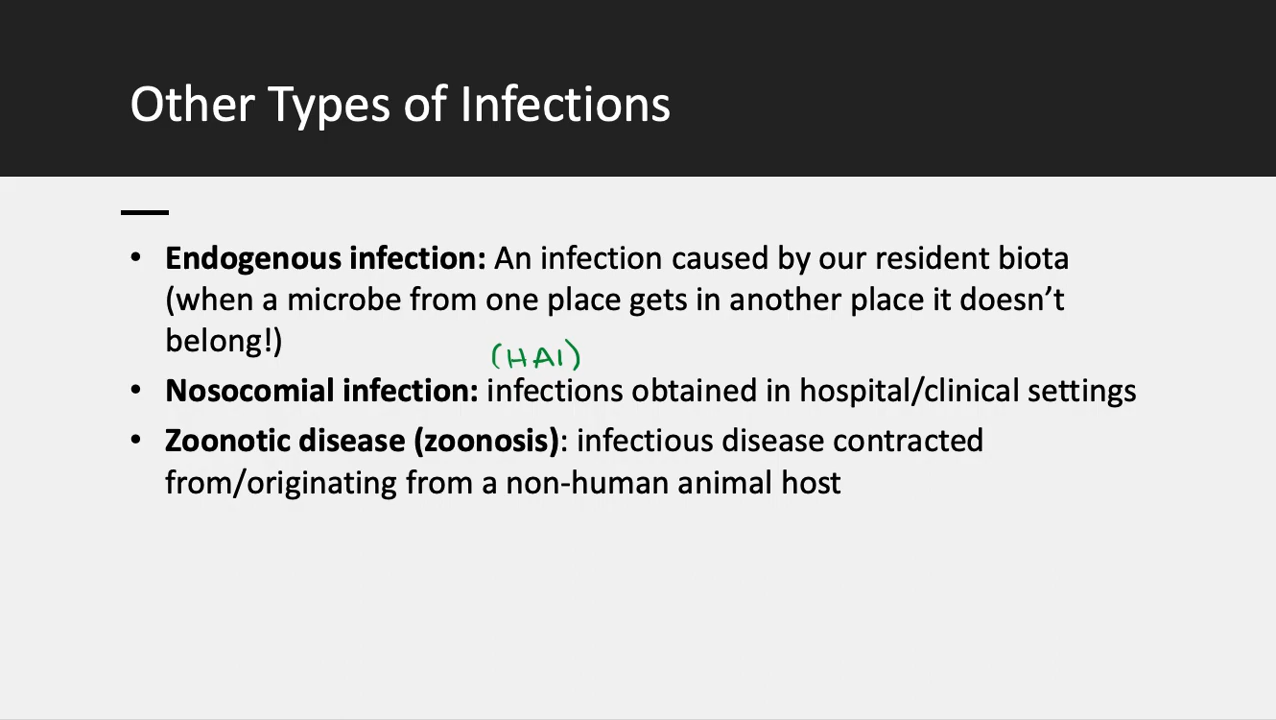 Other Types of Infections
• Endogenous infection: An infection caused by our resident biota
(when a microbe from one place gets in another place it doesn’t
belong!)
(HAI)
• Nosocomial infection: infections obtained in hospital/clinical settings
• Zoonotic disease (zoonosis): infectious disease contracted
from/originating from a non-human animal host